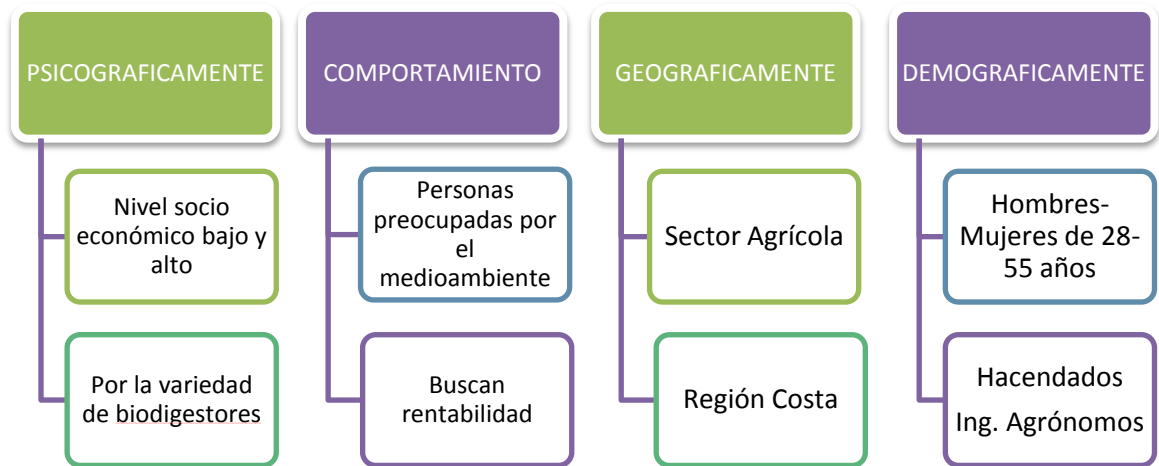 PSICOGRAFICAMENTE
Nivel socio
económico bajo y
alto
Por la variedad
de biodigestores
COMPORTAMIENTO
Personas
preocupadas por
el
medioambiente
Buscan
rentabilidad
GEOGRAFICAMENTE
Sector Agrícola
Región Costa
DEMOGRAFICAMENTE
Hombres-
Mujeres de 28-
55 años
Hacendados
Ing. Agrónomos